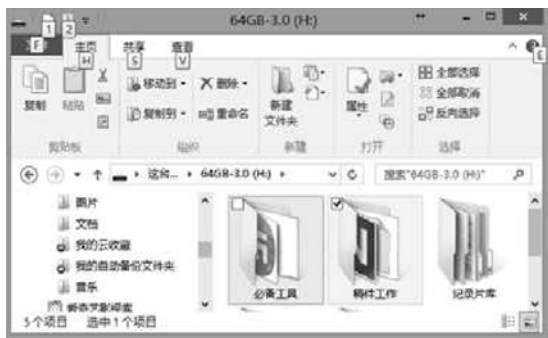 64GB-3.0 (H:)
1 2
F 主页 共享 查看
H S V E
复制 粘贴 移动到 删除 新建文件夹 属性 全部选择
复制到 重命名 全部取消
反向选择
剪贴板 组织 新建 打开 选择
这台... 64GB-3.0 (H:) 搜索"64GB-3.0 (H:)"
图片
文档
我的云收藏
我的自动备份文件夹
音乐
必备工具 稿件工作 纪录片库
5个项目 选中1个项目